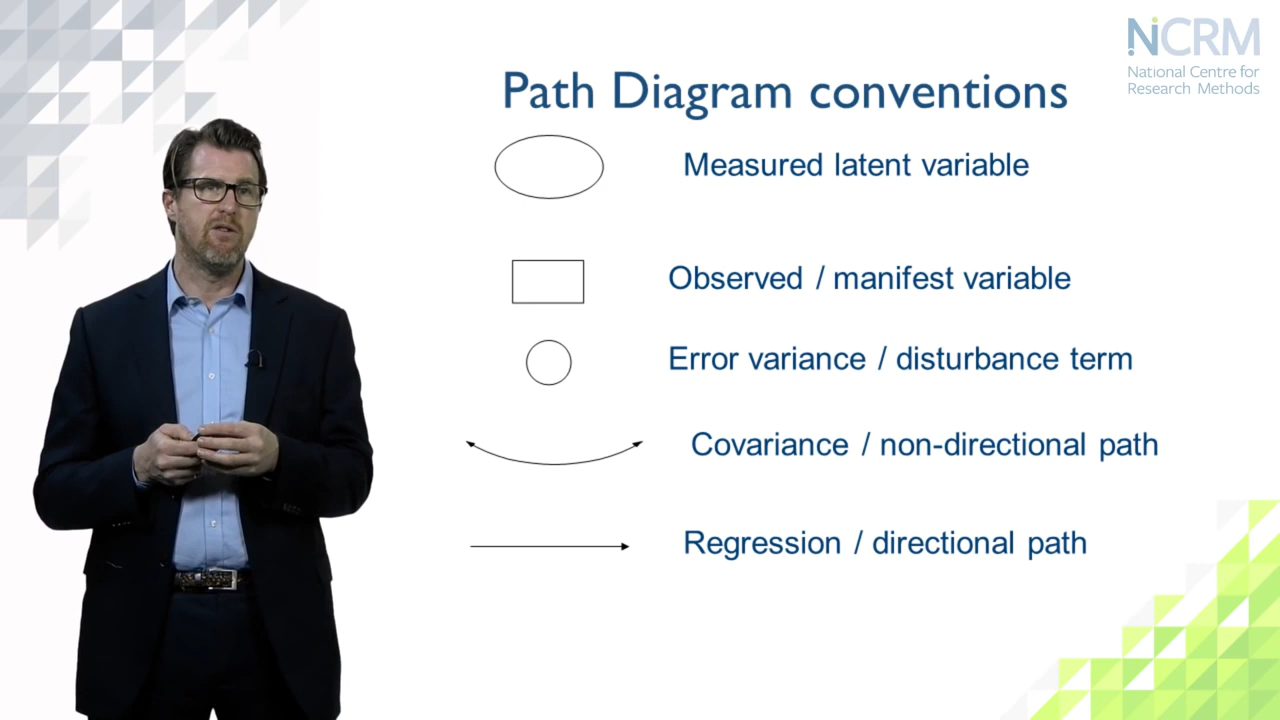 NCRM
National Centre for
Research Methods
Path Diagram conventions
Measured latent variable
Observed / manifest variable
Error variance / disturbance term
Covariance / non-directional path
Regression / directional path